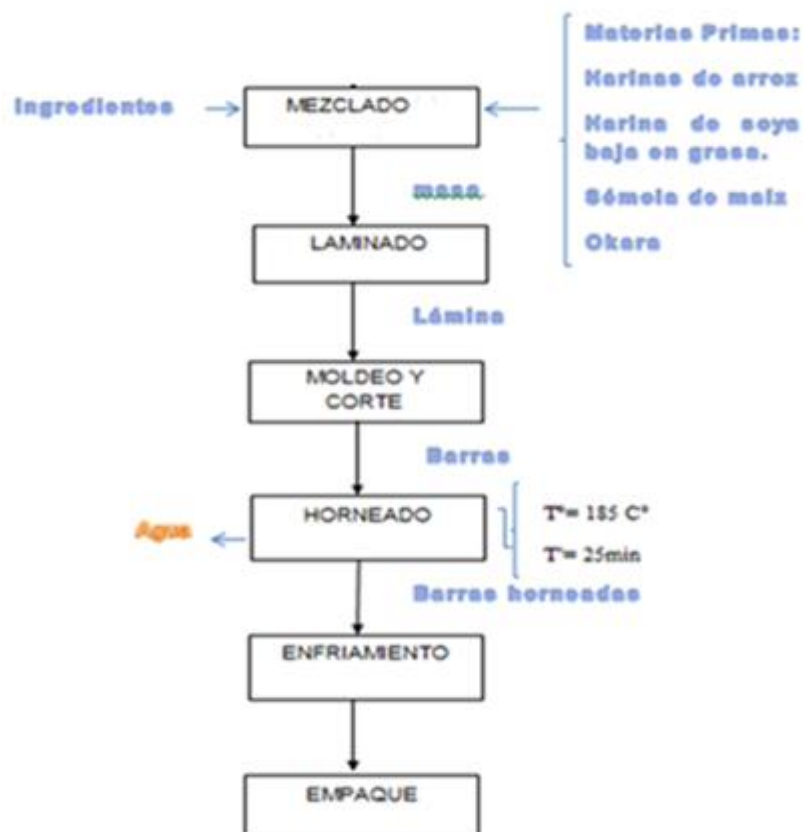 Materias Primas:
Harinas de arroz
Ingredientes
MEZCLADO
Harina de soya
baja en grasa.
masa
Sémola de maiz
LAMINADO
Okara
Lámina
MOLDEO Y
CORTE
Barras
HORNEADO
T°= 185 C°
Agua
T= 25min
Barras horneadas
ENFRIAMIENTO
EMPAQUE